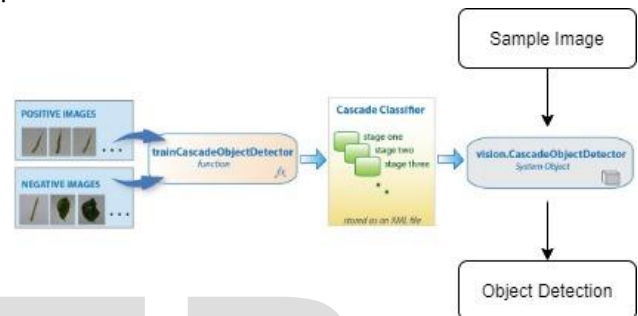 Sample Image
POSITIVE IMAGES
NEGATIVE IMAGES
trainCascadeObjectDetector
function
fx
Cascade Classifier
stage one
stage two
stage three
stored as an XML file
vision.CascadeObjectDetector
System Object
Object Detection